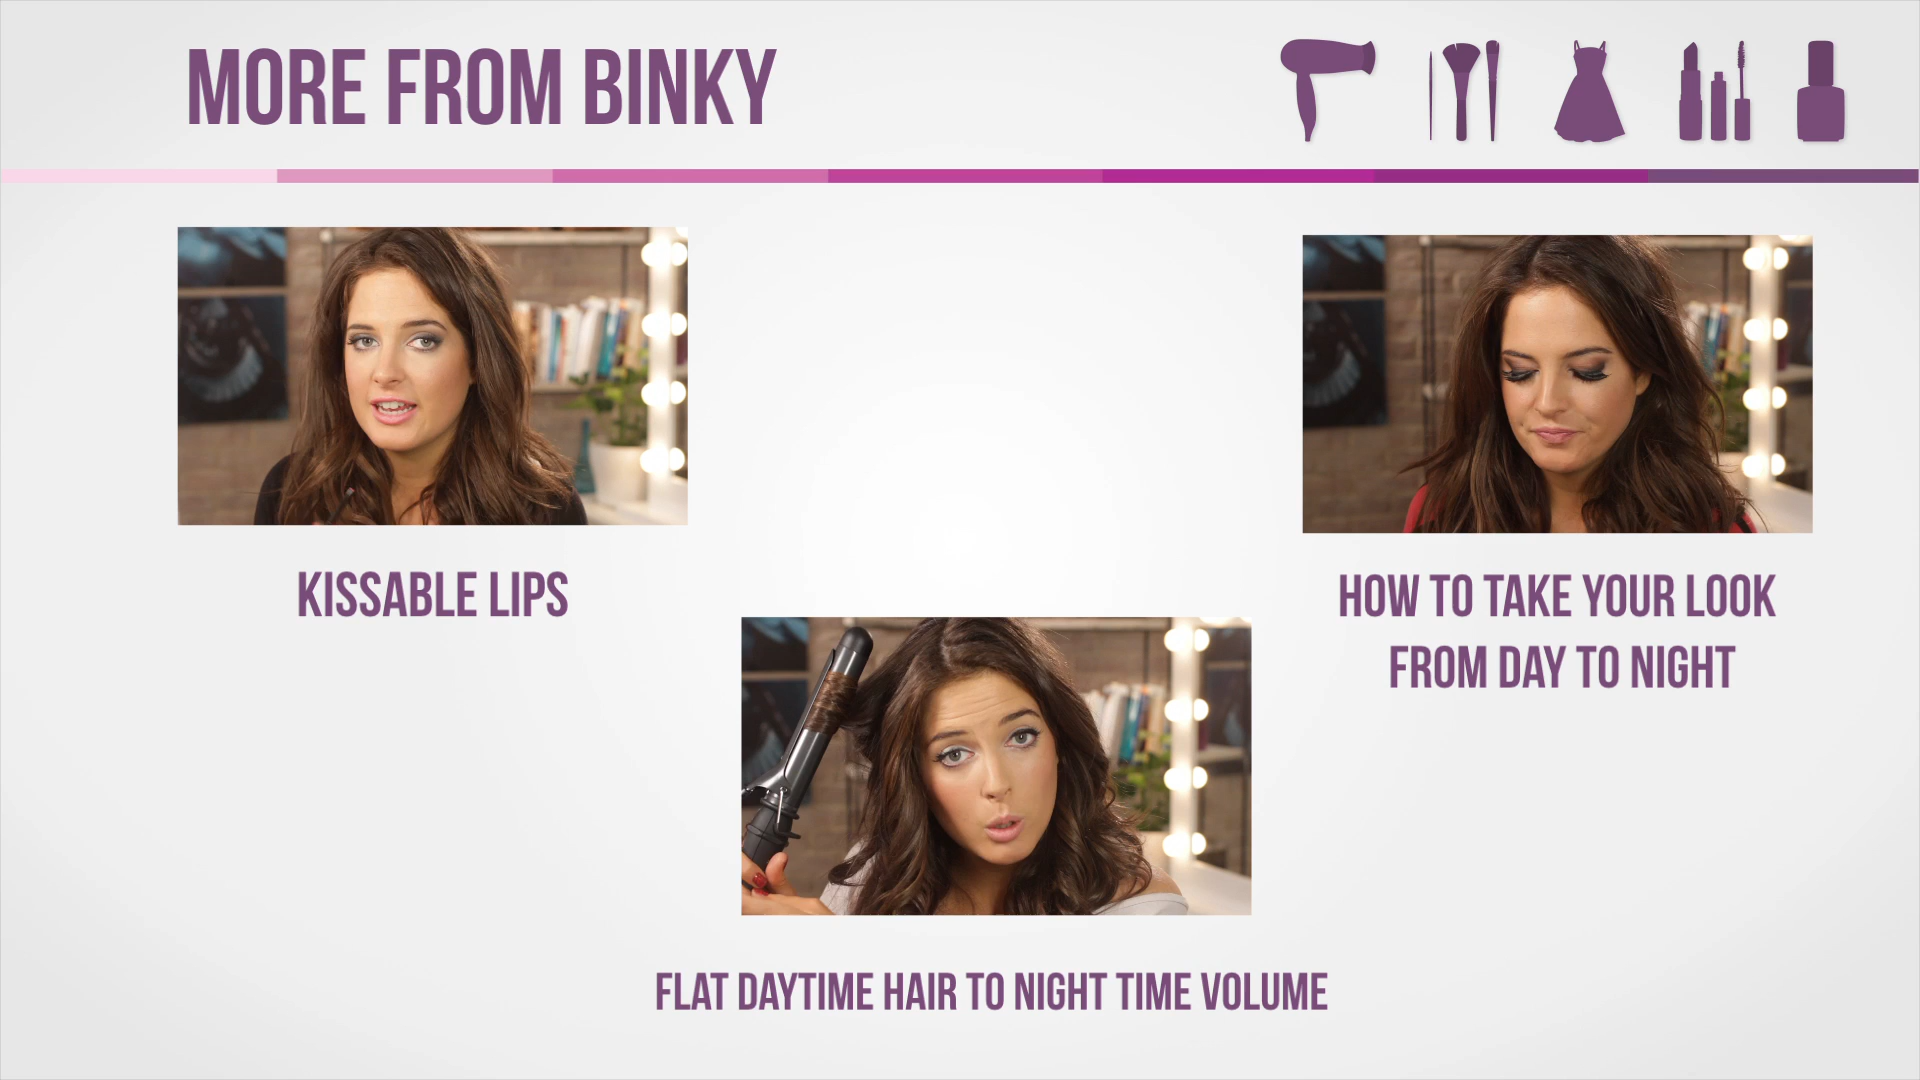 MORE FROM BINKY
KISSABLE LIPS
HOW TO TAKE YOUR LOOK
FROM DAY TO NIGHT
FLAT DAYTIME HAIR TO NIGHT TIME VOLUME